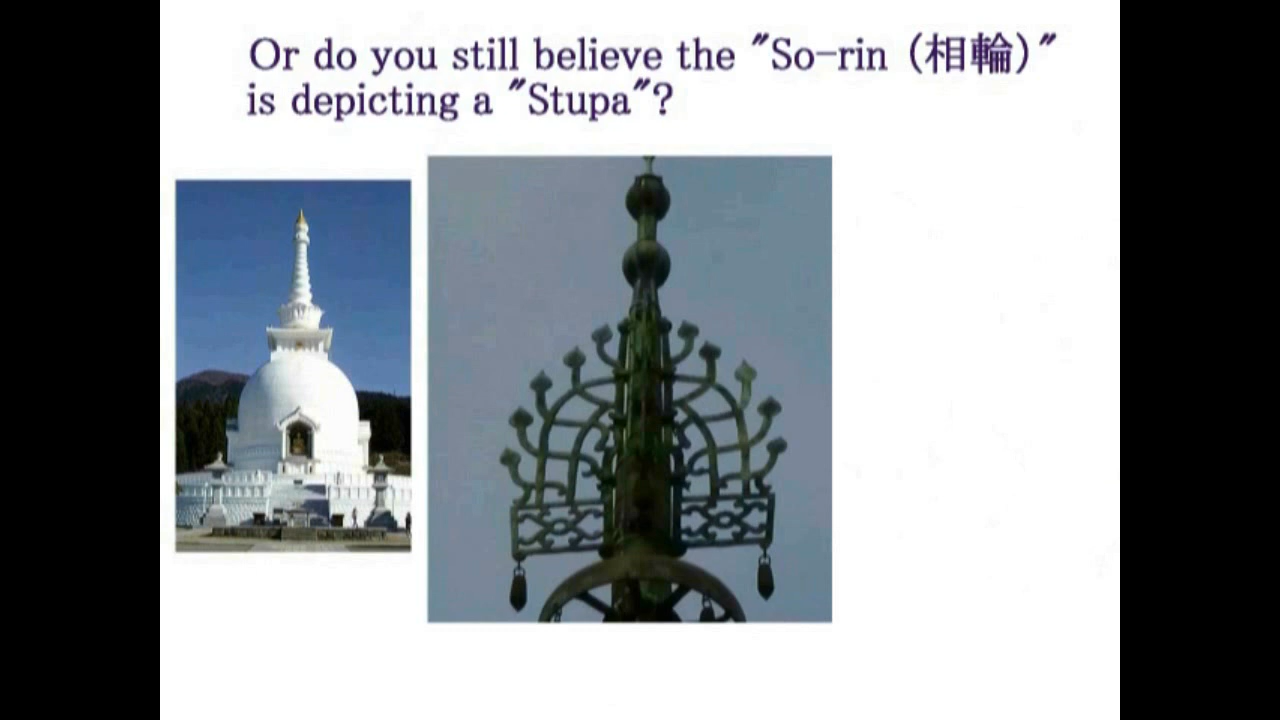 Or do you still believe the "So-rin (相輪)"
is depicting a "Stupa"?